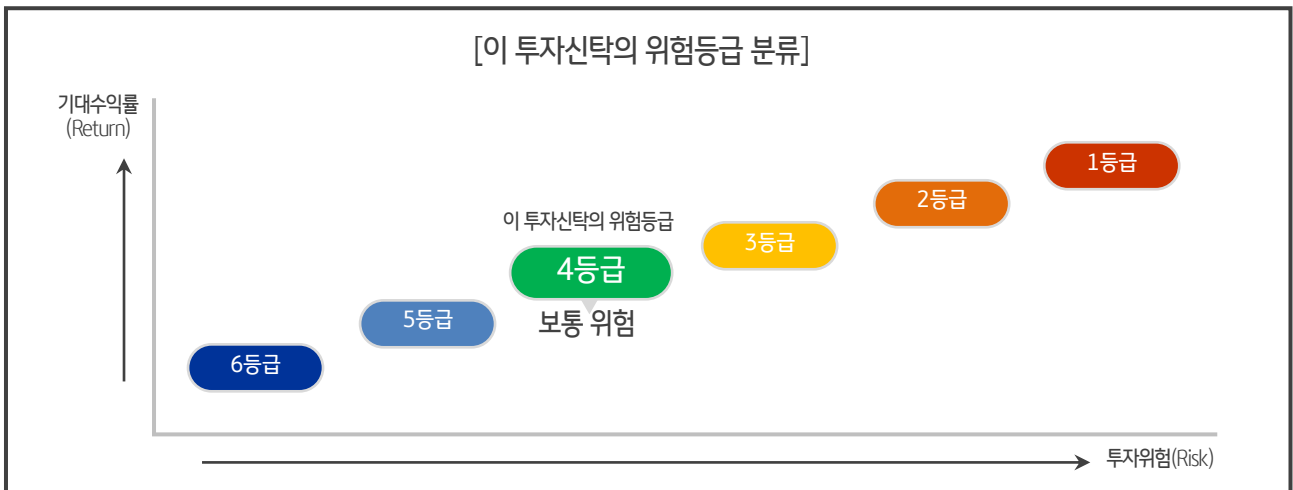 [이 투자신탁의 위험등급 분류]
기대수익률
(Return)
1등급
2등급
이 투자신탁의 위험등급
3등급
4등급
5등급
보통 위험
6등급
투자위험(Risk)